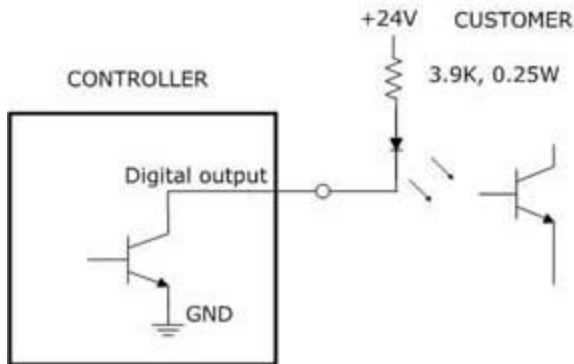 +24V
CUSTOMER
3.9K, 0.25W
CONTROLLER
Digital output
GND